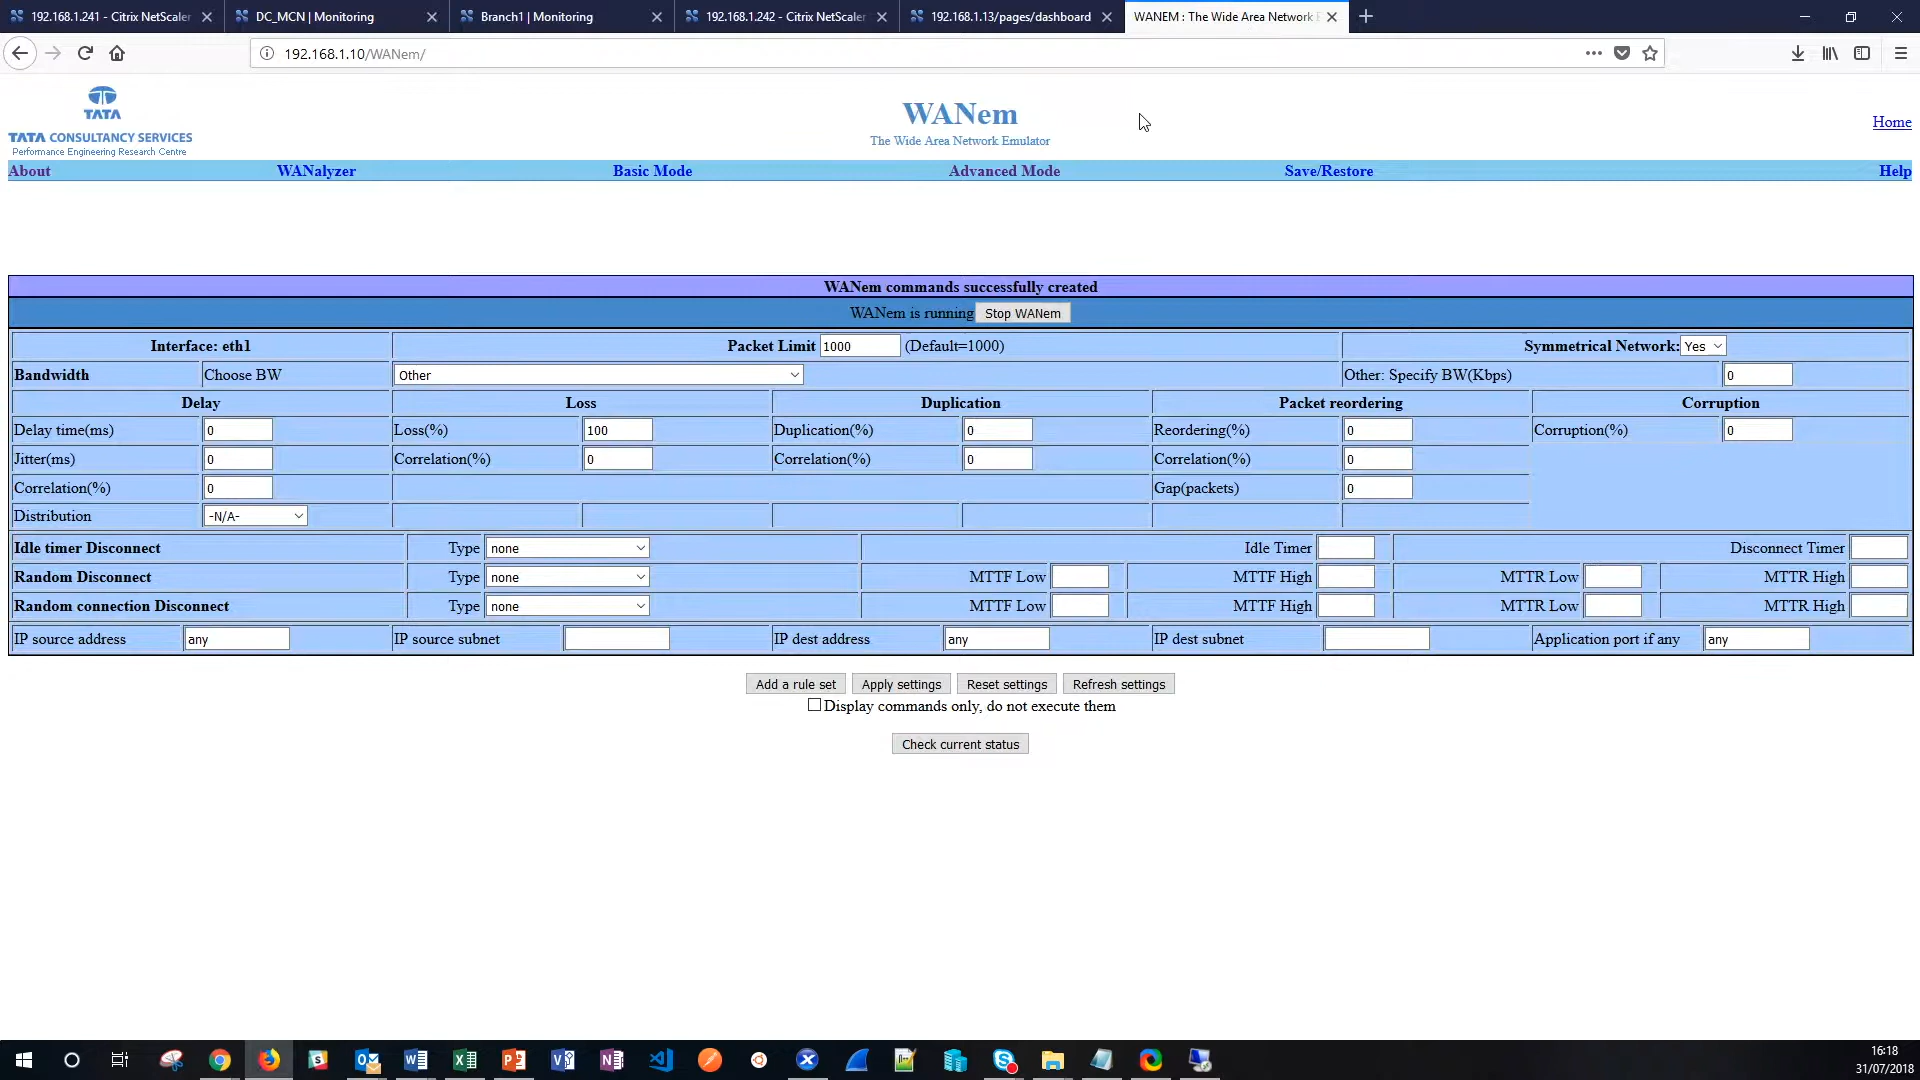 192.168.1.241 - Citrix NetScaler
DC_MCN | Monitoring
Branch1 | Monitoring
192.168.1.242 - Citrix NetScaler
192.168.1.13/pages/dashboard
WANEM : The Wide Area Network E
192.168.1.10/WANem/
TATA
TATA CONSULTANCY SERVICES
Performance Engineering Research Centre
WANem
The Wide Area Network Emulator
Home
About WANalyzer Basic Mode Advanced Mode Save/Restore Help
WANem commands successfully created
WANem is running Stop WANem
Interface: eth1 Packet Limit 1000 (Default=1000) Symmetrical Network: Yes
Bandwidth Choose BW Other Other: Specify BW(Kbps) 0
Delay Loss Duplication Packet reordering Corruption
Delay time(ms) 0 Loss(%) 100 Duplication(%) 0 Reordering(%) 0 Corruption(%) 0
Jitter(ms) 0 Correlation(%) 0 Correlation(%) 0 Correlation(%) 0
Correlation(%) 0 Gap(packets) 0
Distribution -N/A-
Idle timer Disconnect Type none Idle Timer Disconnect Timer
Random Disconnect Type none MTTF Low MTTF High MTTR Low MTTR High
Random connection Disconnect Type none MTTF Low MTTF High MTTR Low MTTR High
IP source address any IP source subnet IP dest address any IP dest subnet Application port if any any
Add a rule set Apply settings Reset settings Refresh settings
Display commands only, do not execute them
Check current status
16:18
31/07/2018